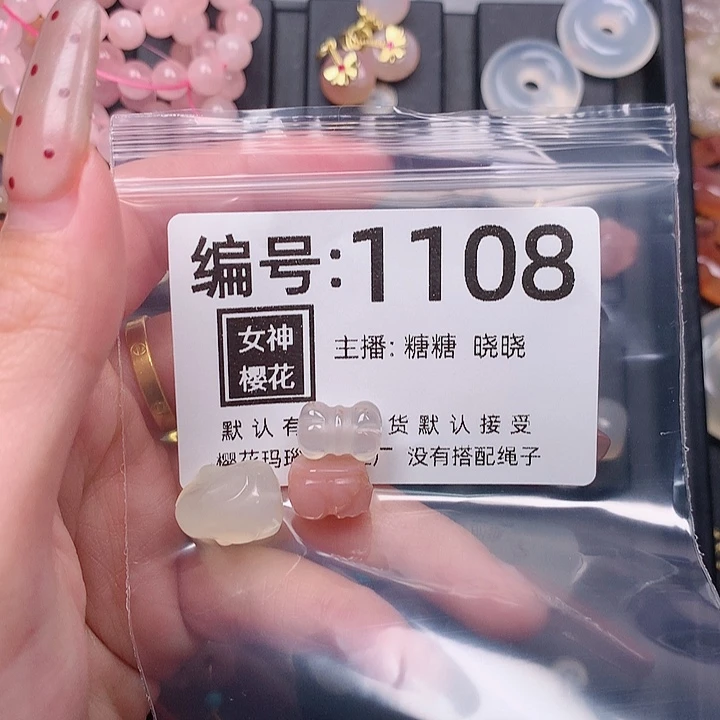 编号:1108
女神
樱花
主播: 糖糖 晓晓
默认有 货默认接受
樱花玛瑙 厂 没有搭配绳子